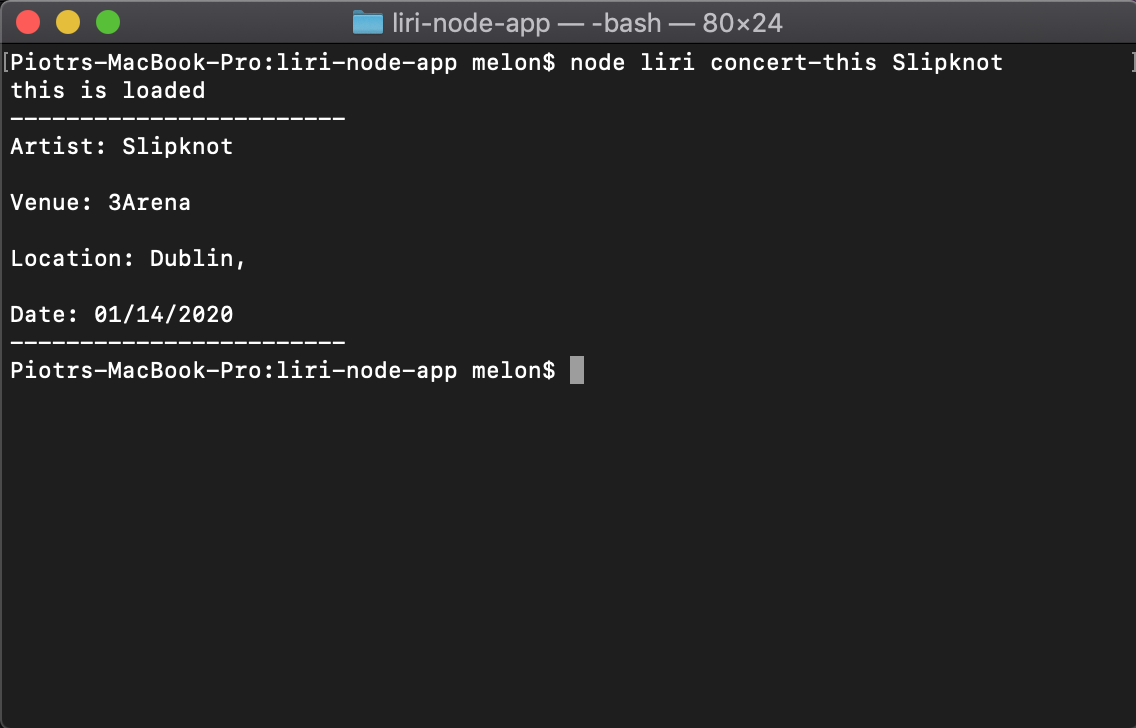 liri-node-app — -bash — 80×24
[Piotrs-MacBook-Pro:liri-node-app melon$ node liri concert-this Slipknot ]
this is loaded
------------------------
Artist: Slipknot
Venue: 3Arena
Location: Dublin,
Date: 01/14/2020
------------------------
Piotrs-MacBook-Pro:liri-node-app melon$